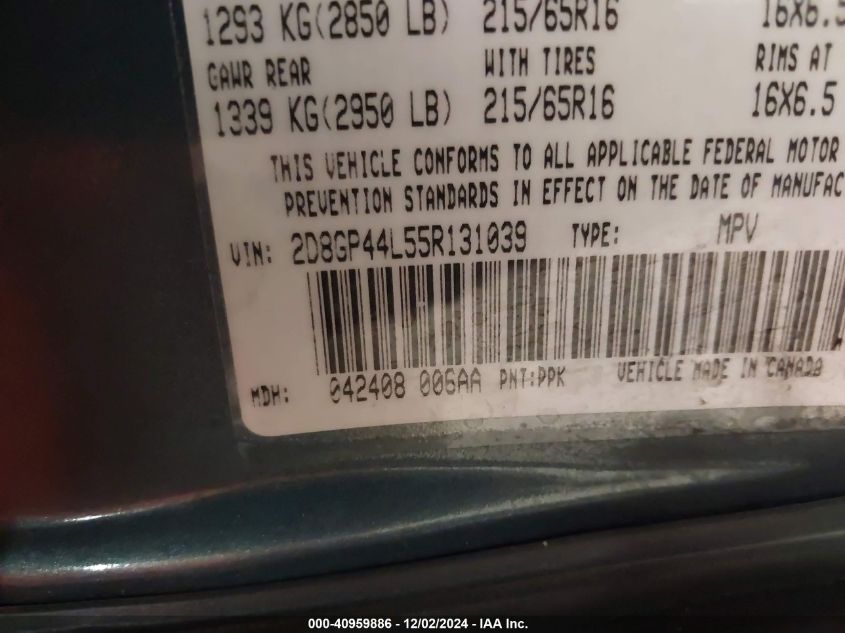 1293 KG(2850 LB) 215/65R16 16X6.5
GAWR REAR WITH TIRES RIMS AT
1339 KG(2950 LB) 215/65R16 16X6.5
THIS VEHICLE CONFORMS TO ALL APPLICABLE FEDERAL MOTOR
PREVENTION STANDARDS IN EFFECT ON THE DATE OF MANUFAC
VIN: 2D8GP44L55R131039 TYPE: MPV
MDH: 042408 006AA PNT:PPK VEHICLE MADE IN CANADA
000-40959886 - 12/02/2024 - IAA Inc.